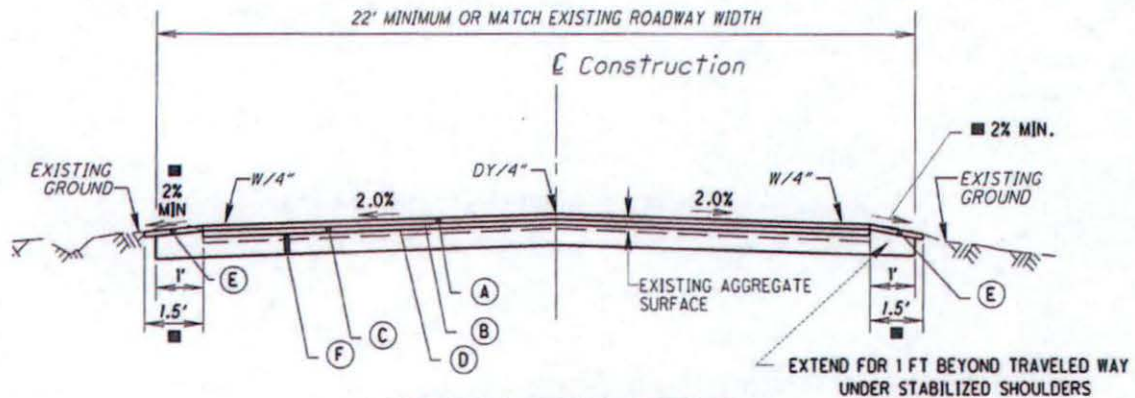 22' MINIMUM OR MATCH EXISTING ROADWAY WIDTH
℄ Construction
■ 2% MIN.
EXISTING
GROUND
■
2%
MIN
W/4"
2.0%
DY/4"
2.0%
W/4"
EXISTING
GROUND
1'
E
1.5'
■
F
C
D
B
A
EXISTING AGGREGATE
SURFACE
1'
E
1.5'
■
EXTEND FOR 1 FT BEYOND TRAVELED WAY
UNDER STABILIZED SHOULDERS